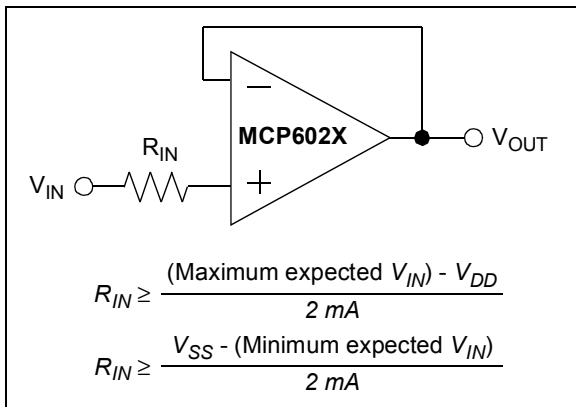 −
MCP602X
V_OUT
R_IN
V_IN
+
R_IN ≥ (Maximum expected V_IN) - V_DD
2 mA
R_IN ≥ V_SS - (Minimum expected V_IN)
2 mA